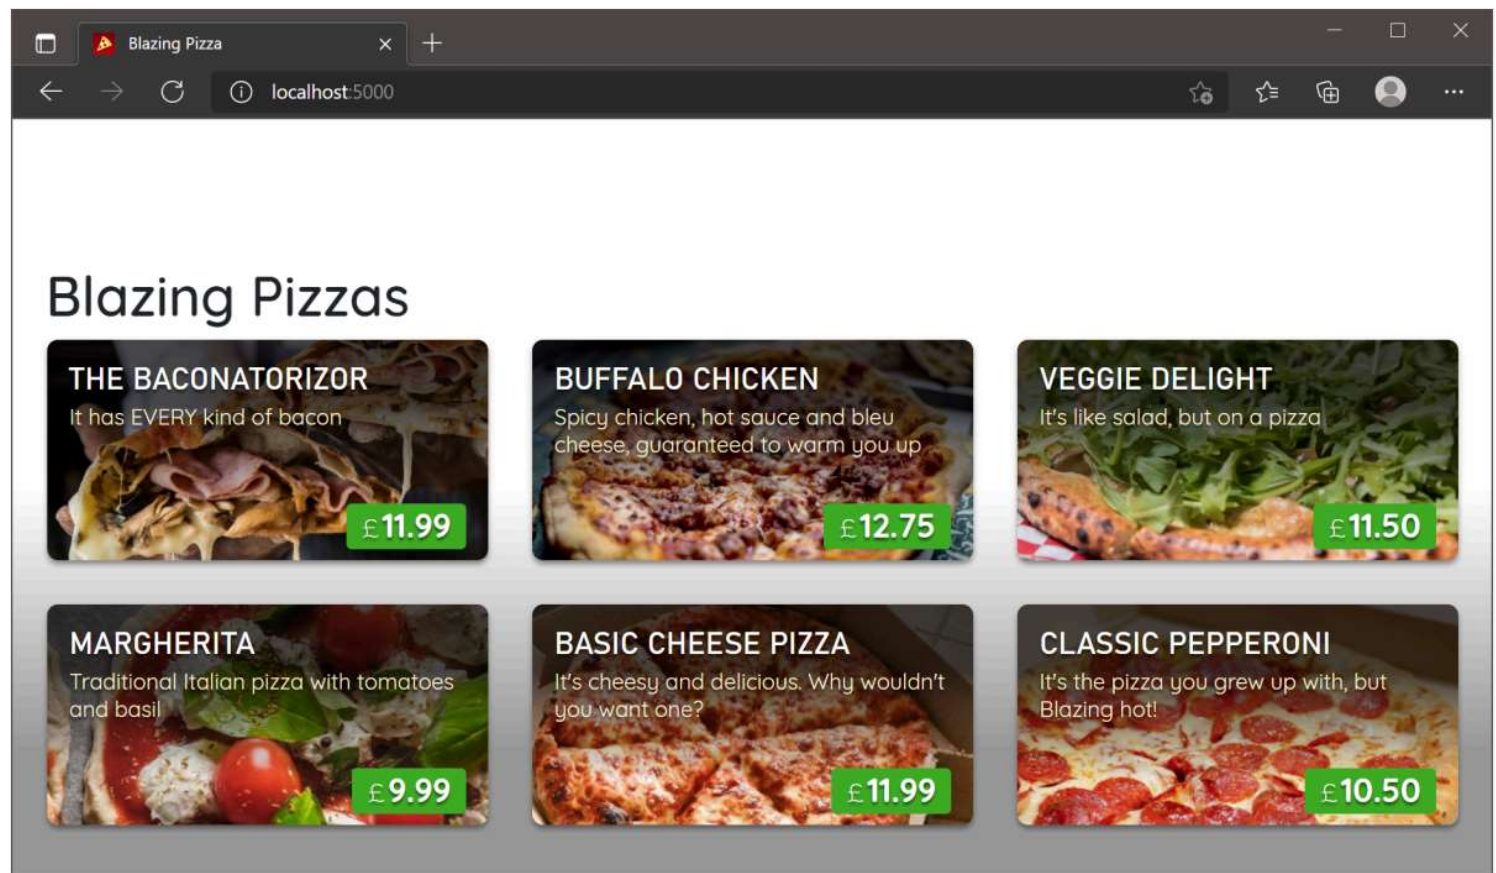 Blazing Pizza
localhost:5000
Blazing Pizzas
THE BACONATORIZOR
It has EVERY kind of bacon
£11.99
BUFFALO CHICKEN
Spicy chicken, hot sauce and bleu
cheese, guaranteed to warm you up
£12.75
VEGGIE DELIGHT
It's like salad, but on a pizza
£11.50
MARGHERITA
Traditional Italian pizza with tomatoes
and basil
£9.99
BASIC CHEESE PIZZA
It's cheesy and delicious. Why wouldn't
you want one?
£11.99
CLASSIC PEPPERONI
It's the pizza you grew up with, but
Blazing hot!
£10.50